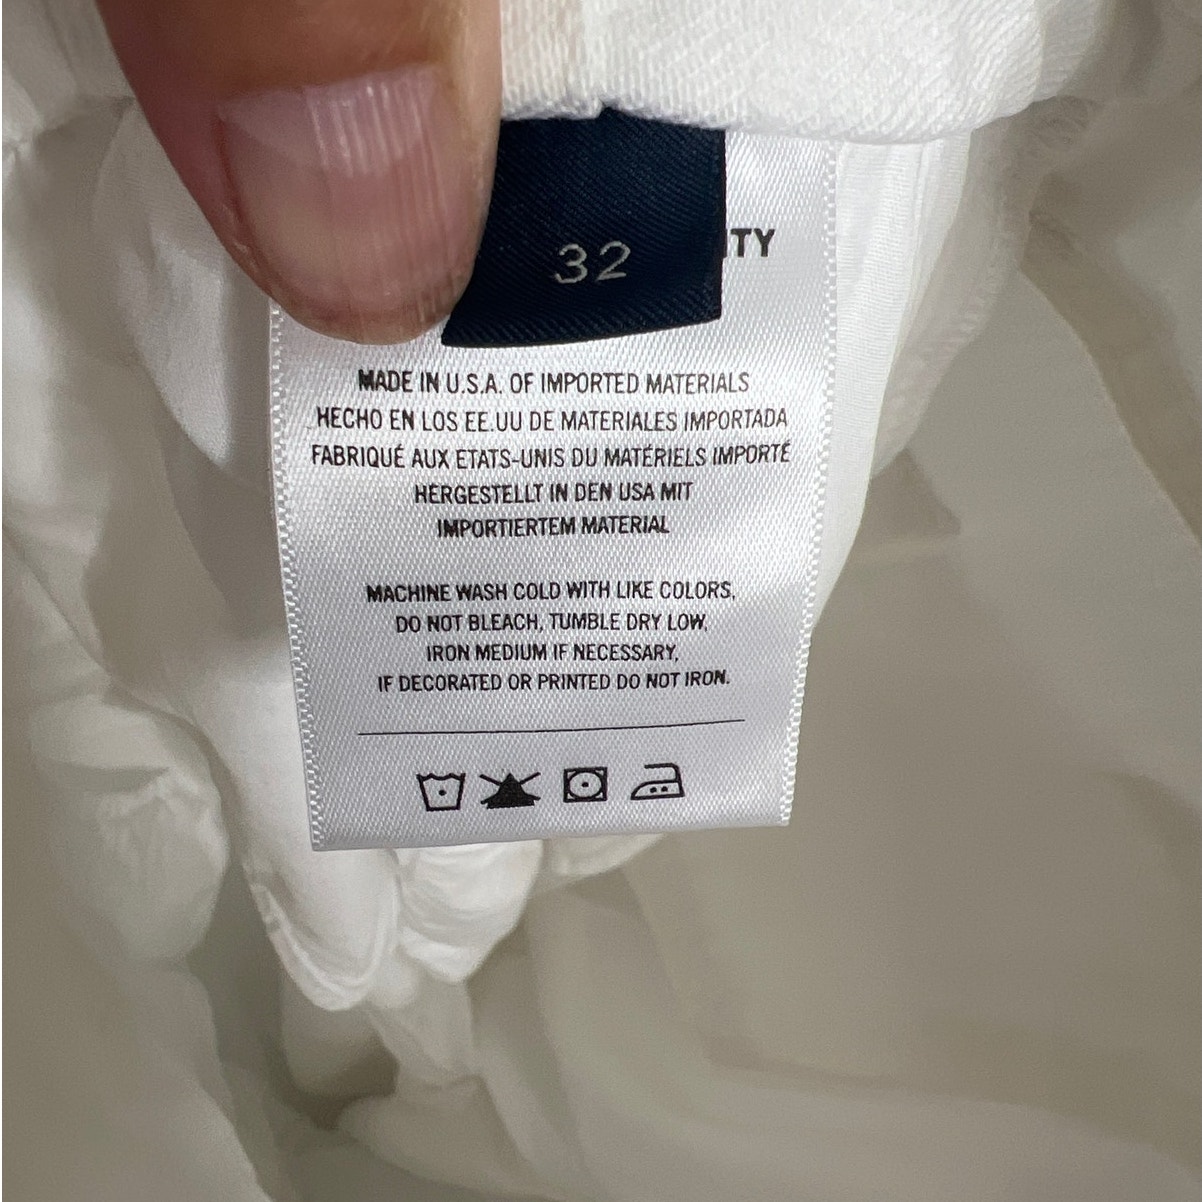 32
MADE IN U.S.A. OF IMPORTED MATERIALS
HECHO EN LOS EE.UU DE MATERIALES IMPORTADA
FABRIQUÉ AUX ETATS-UNIS DU MATÉRIELS IMPORTÉ
HERGESTELLT IN DEN USA MIT
IMPORTIERTEM MATERIAL
MACHINE WASH COLD WITH LIKE COLORS,
DO NOT BLEACH, TUMBLE DRY LOW,
IRON MEDIUM IF NECESSARY,
IF DECORATED OR PRINTED DO NOT IRON.